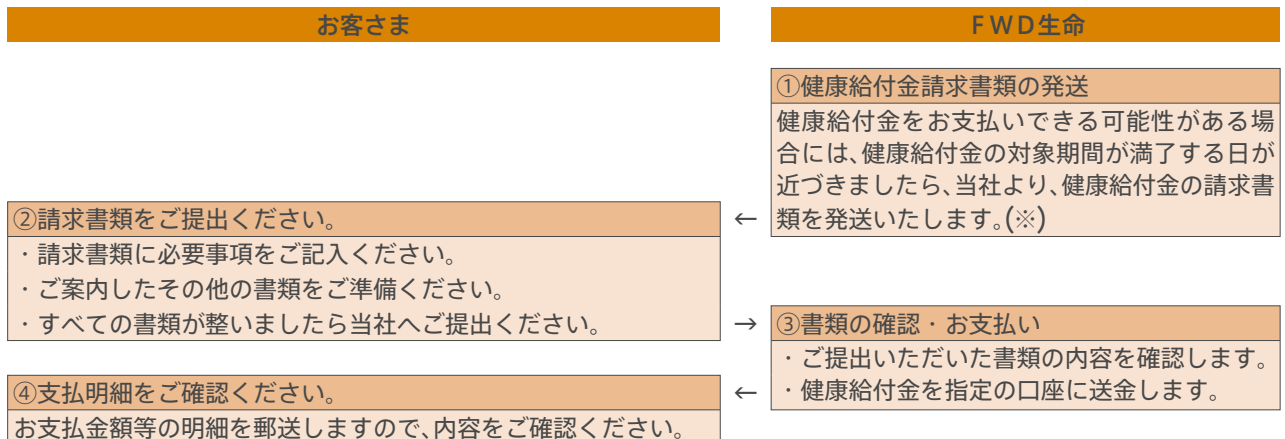 お客さま
FWD生命
①健康給付金請求書類の発送
健康給付金をお支払いできる可能性がある場
合には、健康給付金の対象期間が満了する日が
近づきましたら、当社より、健康給付金の請求書
類を発送いたします。(※)
②請求書類をご提出ください。
←
・請求書類に必要事項をご記入ください。
・ご案内したその他の書類をご準備ください。
・すべての書類が整いましたら当社へご提出ください。
→
③書類の確認・お支払い
・ご提出いただいた書類の内容を確認します。
・健康給付金を指定の口座に送金します。
④支払明細をご確認ください。
←
お支払金額等の明細を郵送しますので、内容をご確認ください。